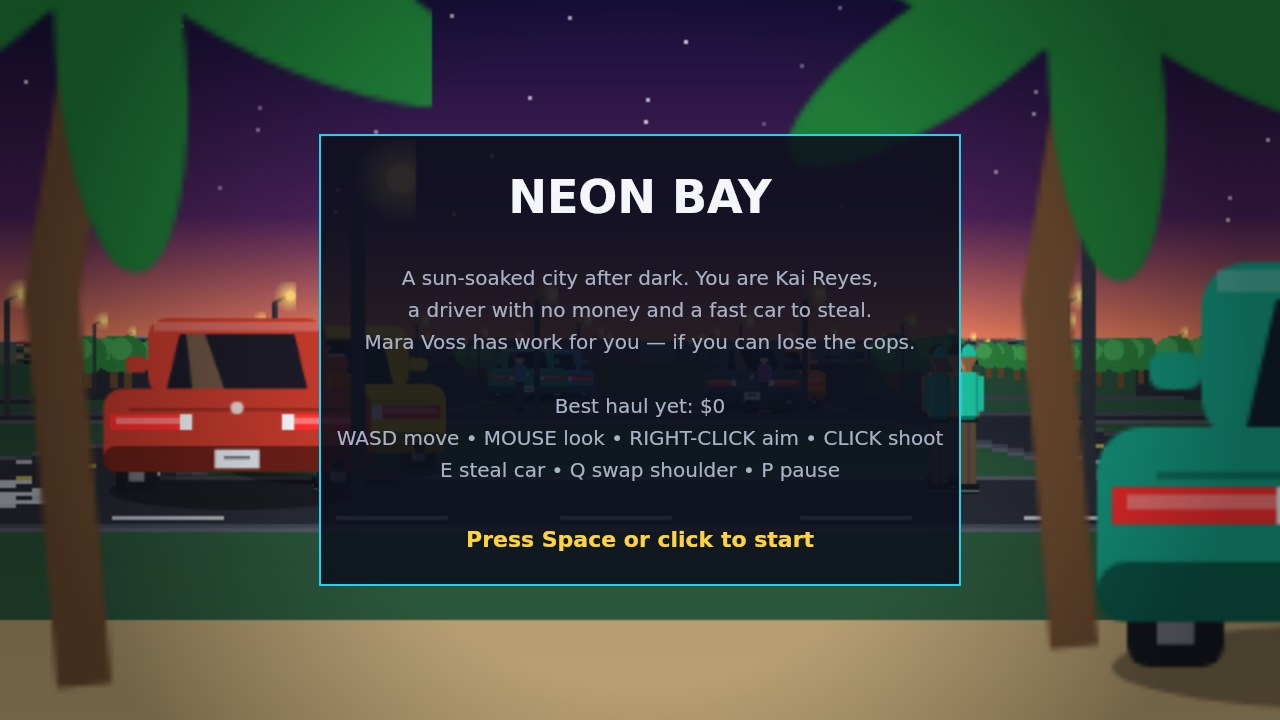 NEON BAY
A sun-soaked city after dark. You are Kai Reyes,
a driver with no money and a fast car to steal.
Mara Voss has work for you — if you can lose the cops.
Best haul yet: $0
WASD move • MOUSE look • RIGHT-CLICK aim • CLICK shoot
E steal car • Q swap shoulder • P pause
Press Space or click to start